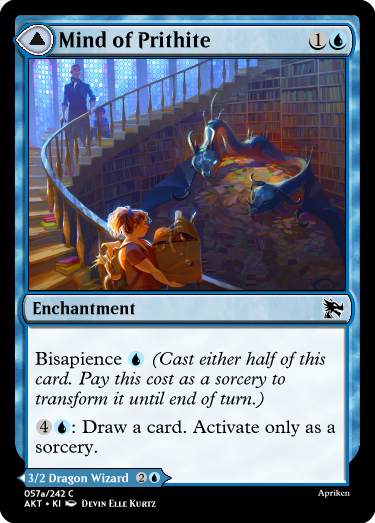 Mind of Prithite 1
Enchantment
Bisapience (Cast either half of this
card. Pay this cost as a sorcery to
transform it until end of turn.)
4: Draw a card. Activate only as a
sorcery.
3/2 Dragon Wizard 2
057a/242 C
Apriken
AKT • KI Devin Elle Kurtz